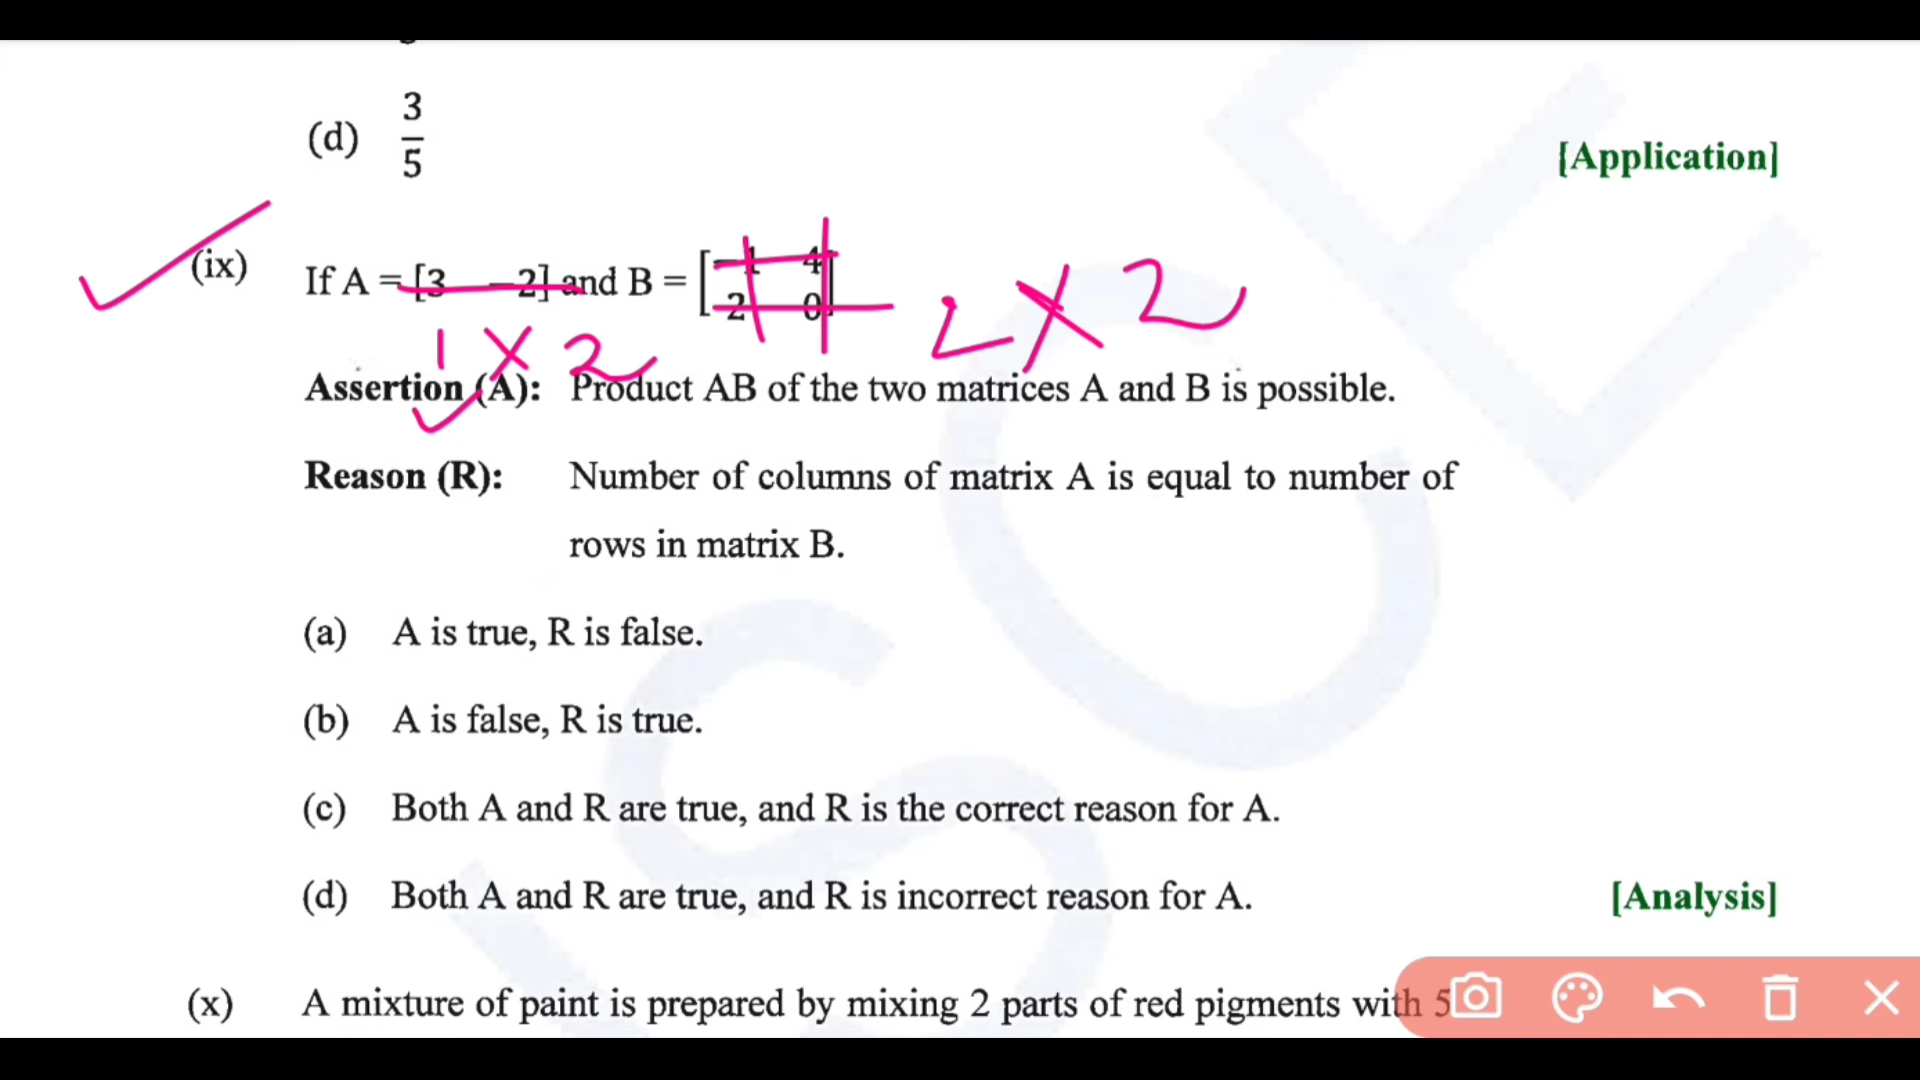 (d) 3/5
[Application]
(ix) If A = [3 −2] and B = [−1 4
2 0] 2 × 2
1 × 2
Assertion (A): Product AB of the two matrices A and B is possible.
Reason (R): Number of columns of matrix A is equal to number of
rows in matrix B.
(a) A is true, R is false.
(b) A is false, R is true.
(c) Both A and R are true, and R is the correct reason for A.
(d) Both A and R are true, and R is incorrect reason for A.
[Analysis]
(x) A mixture of paint is prepared by mixing 2 parts of red pigments with 5